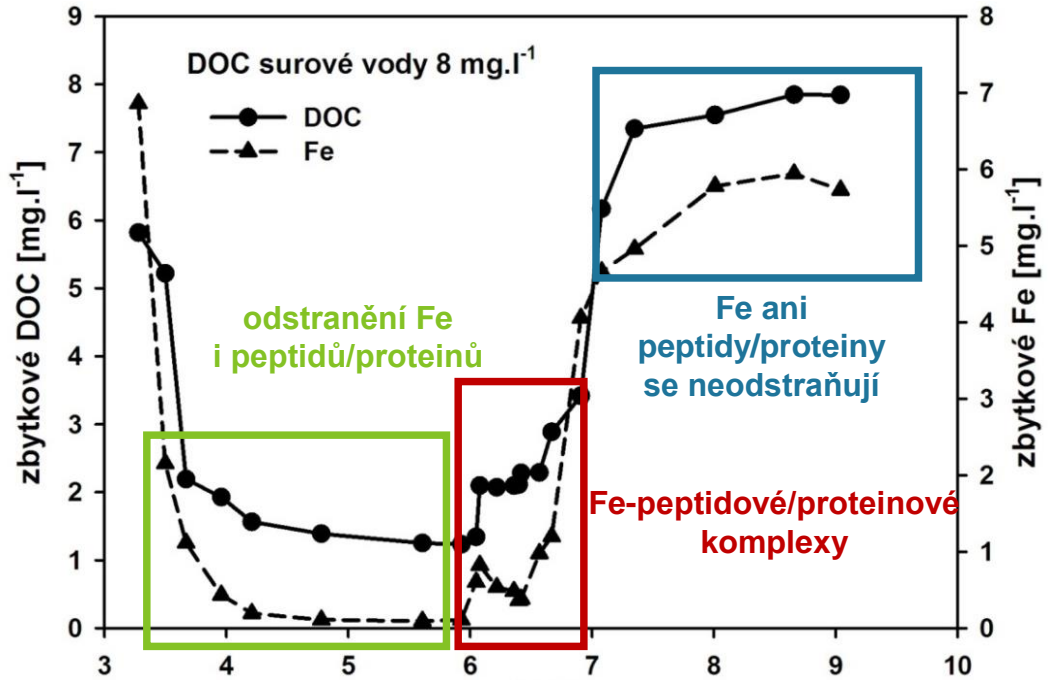 DOC surové vody 8 mg.l-1
DOC
Fe
zbytkové DOC [mg.l-1]
9
8
7
6
5
4
3
2
1
0
odstranění Fe
i peptidů/proteinů
Fe ani
peptidy/proteiny
se neodstraňují
Fe-peptidové/proteinové
komplexy
8
7
6
5
4
3
2
1
0
zbytkové Fe [mg.l-1]
3 4 5 6 7 8 9 10